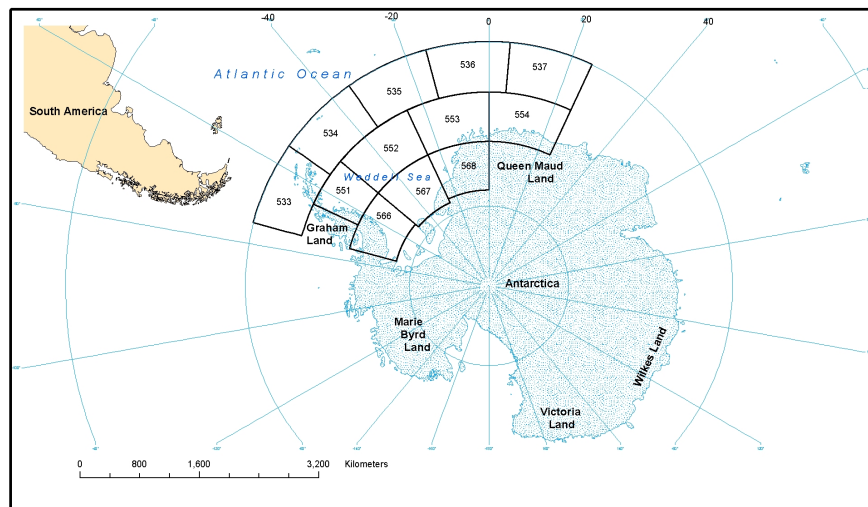 -40
-20
0
20
40
Atlantic Ocean
South America
536
537
535
534
553
554
552
533
551
Weddell Sea
567
568
566
Queen Maud
Land
Graham
Land
Antarctica
Marie
Byrd
Land
Wilkes Land
Victoria
Land
0 800 1,600 3,200 Kilometers